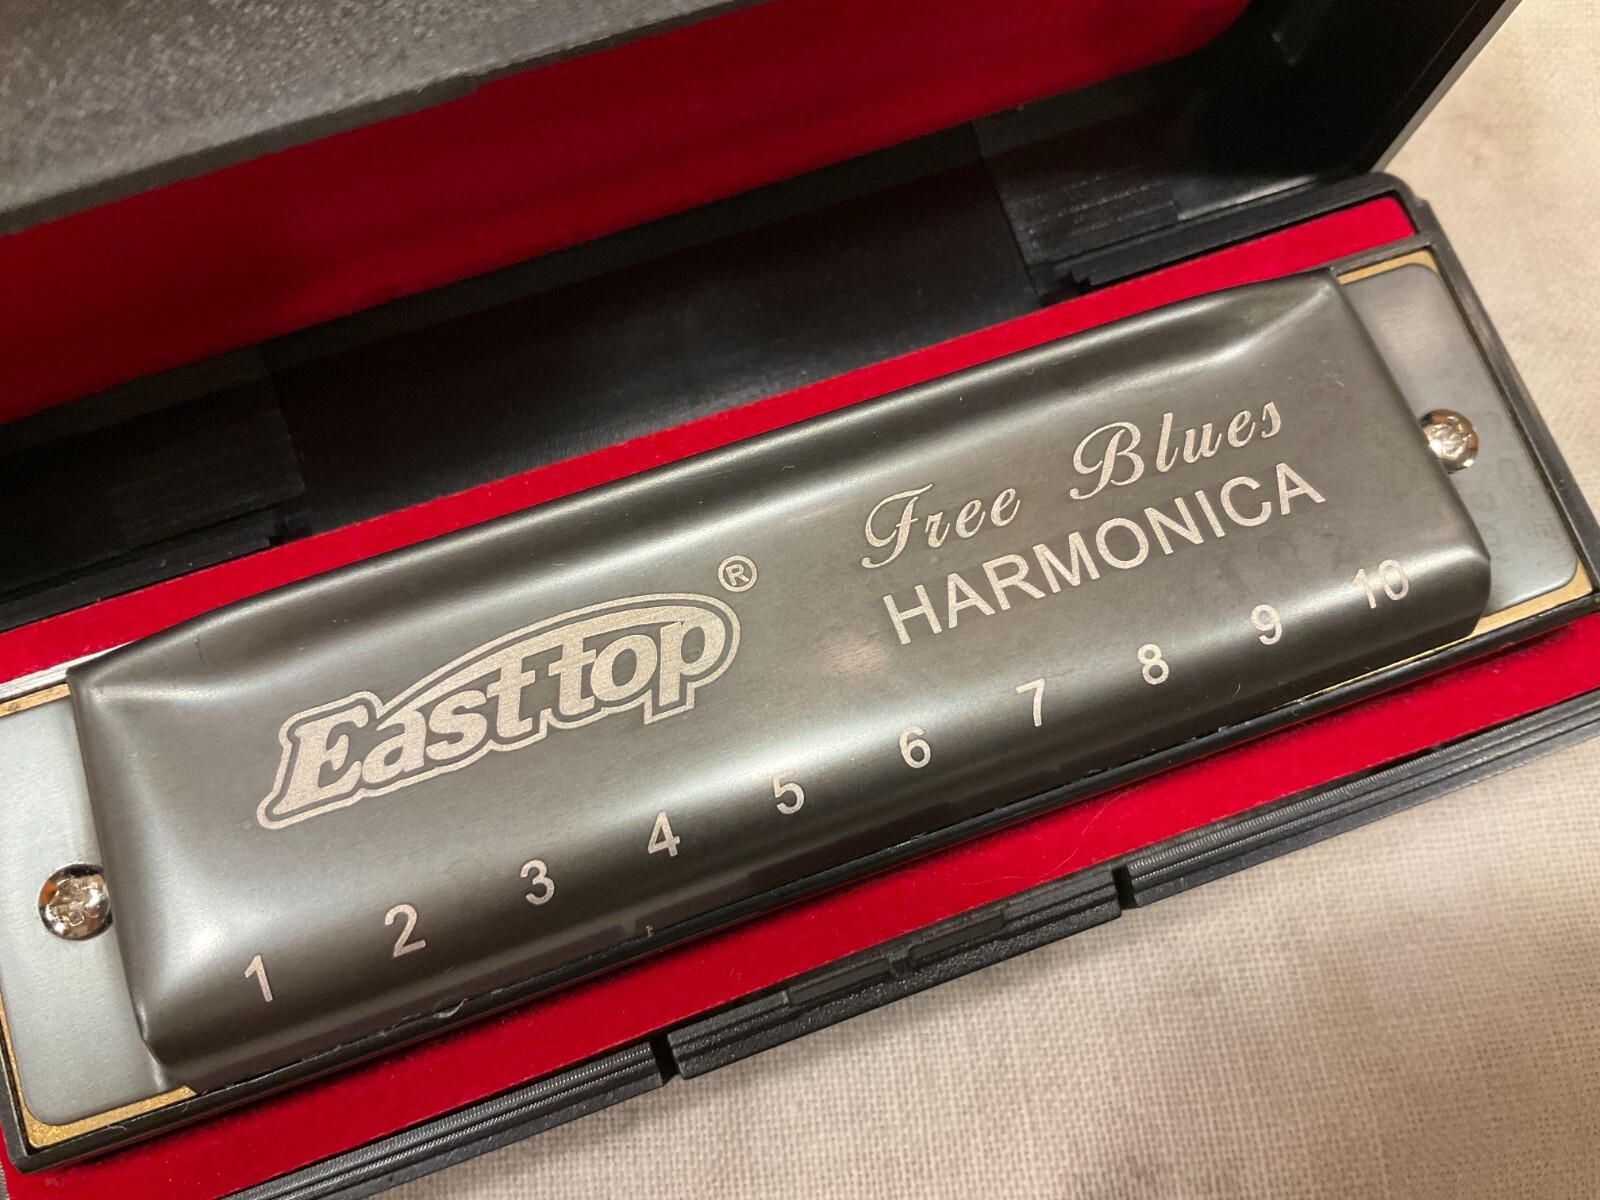 Easttop®
Free Blues
HARMONICA
1 2 3 4 5 6 7 8 9 10